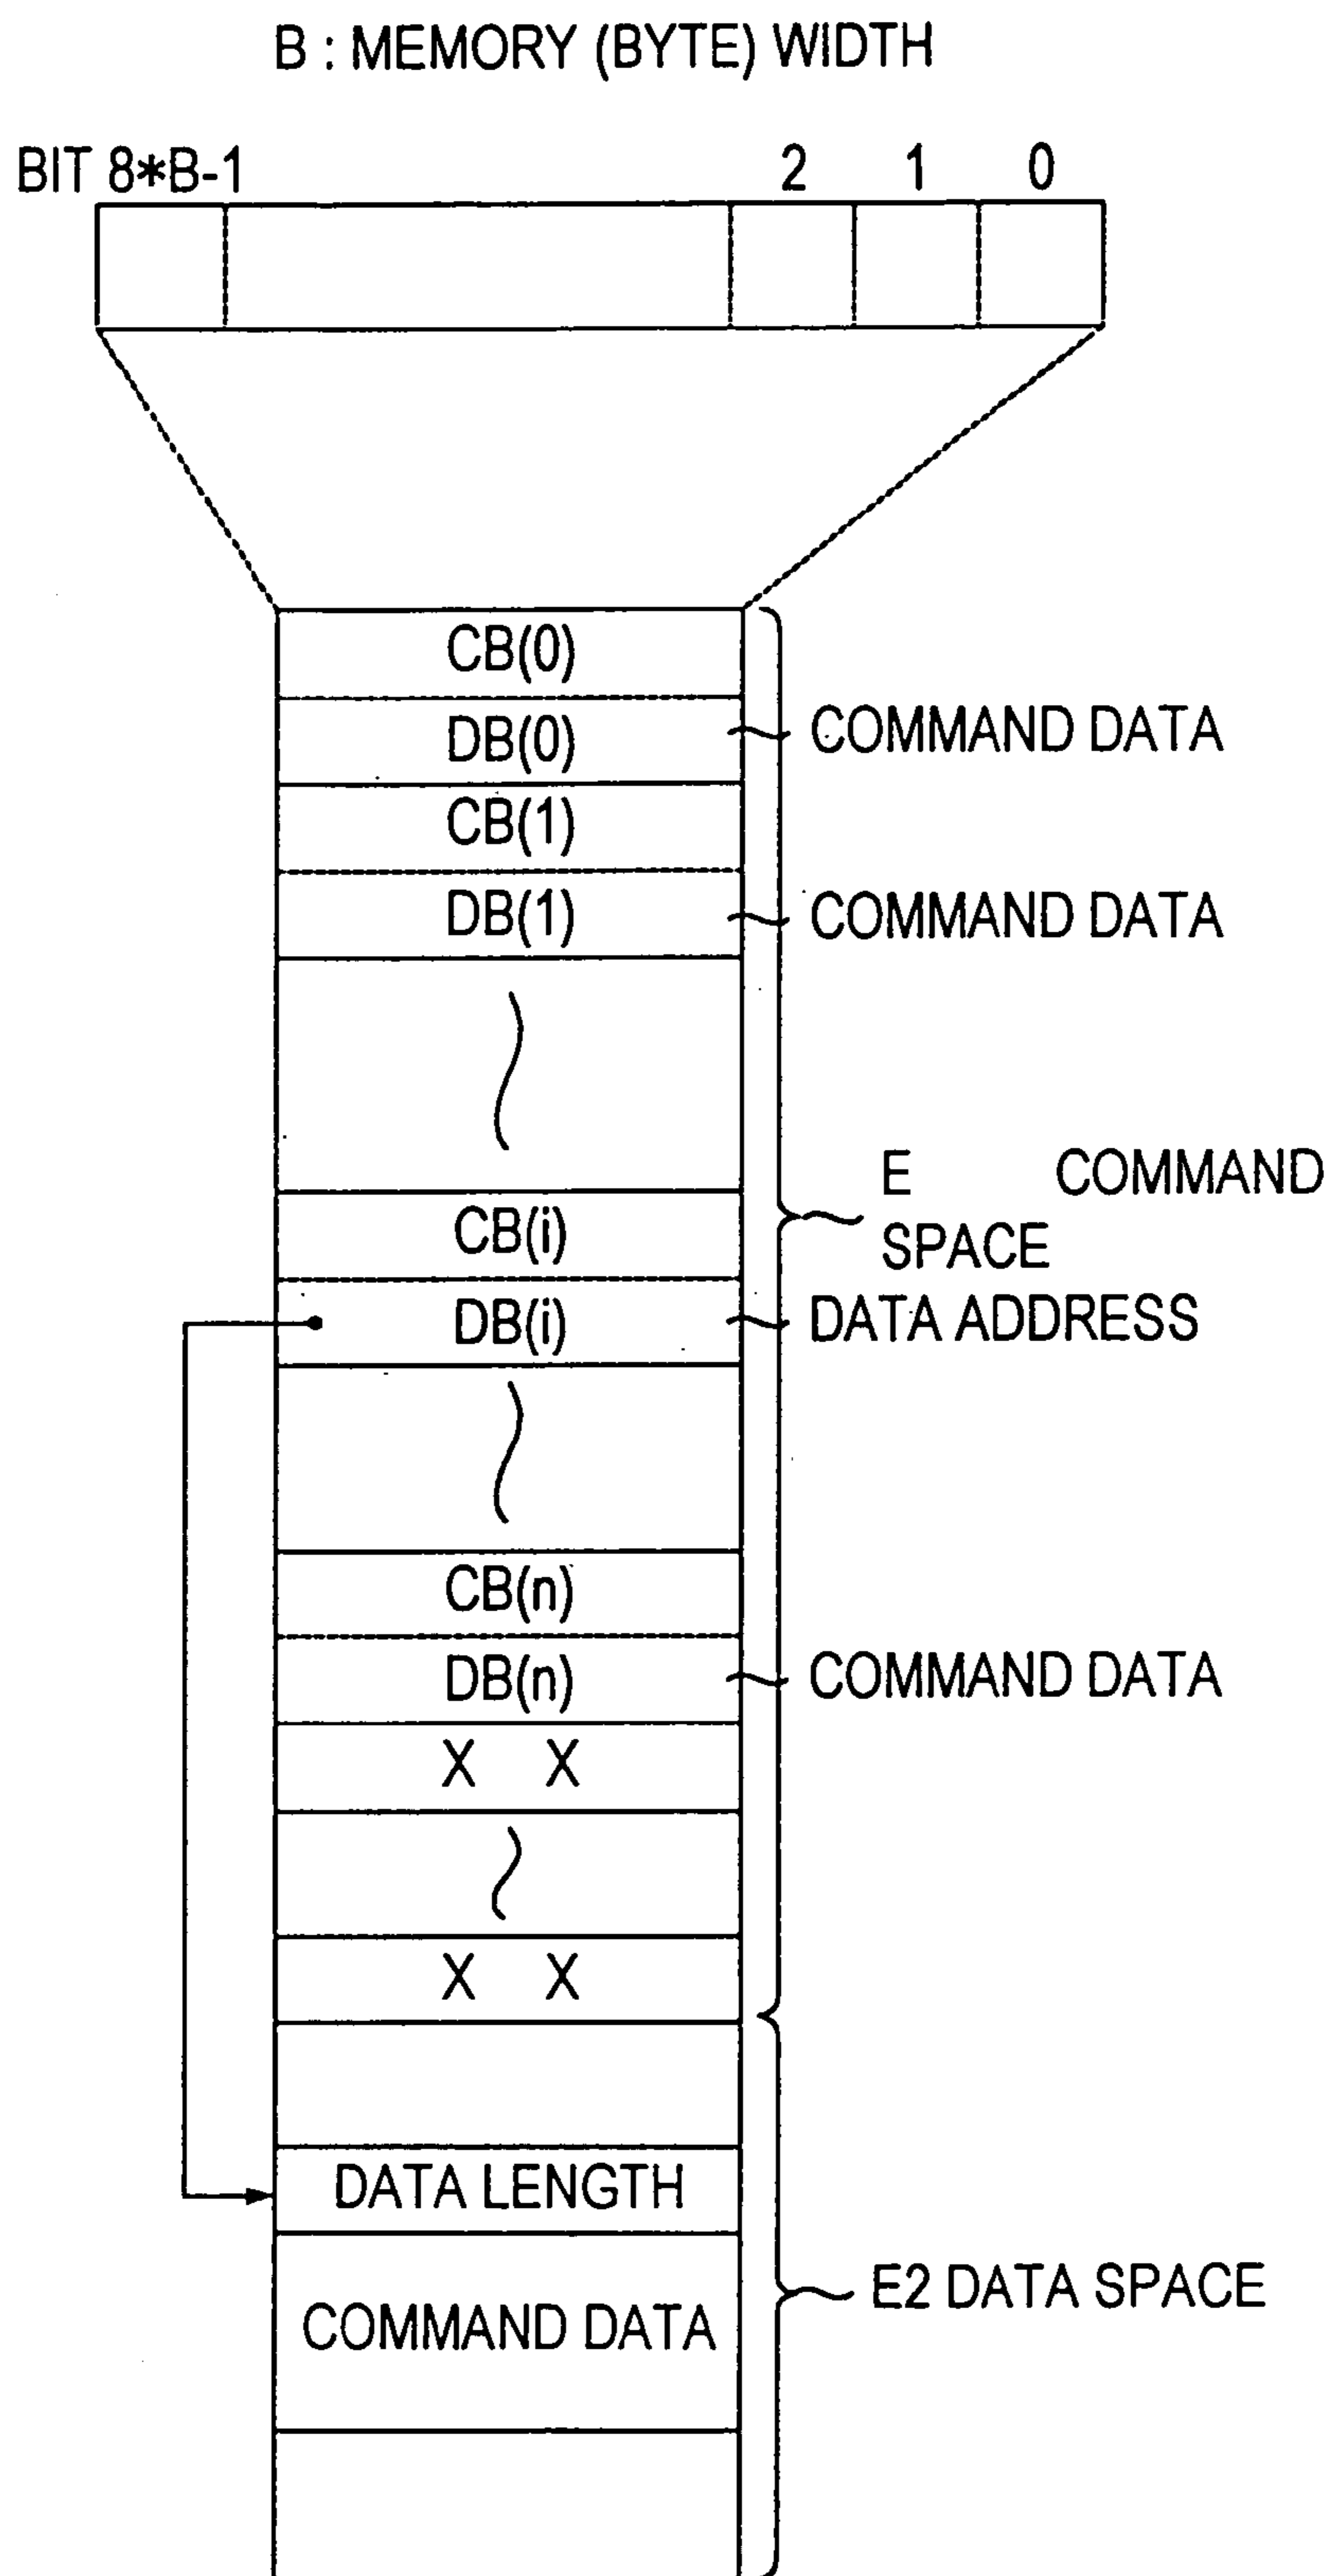 B : MEMORY (BYTE) WIDTH
BIT 8*B-1 2 1 0
CB(0)
DB(0) COMMAND DATA
CB(1)
DB(1) COMMAND DATA
CB(i)
E COMMAND
SPACE
DB(i) DATA ADDRESS
CB(n)
DB(n) COMMAND DATA
X X
X X
DATA LENGTH
E2 DATA SPACE
COMMAND DATA